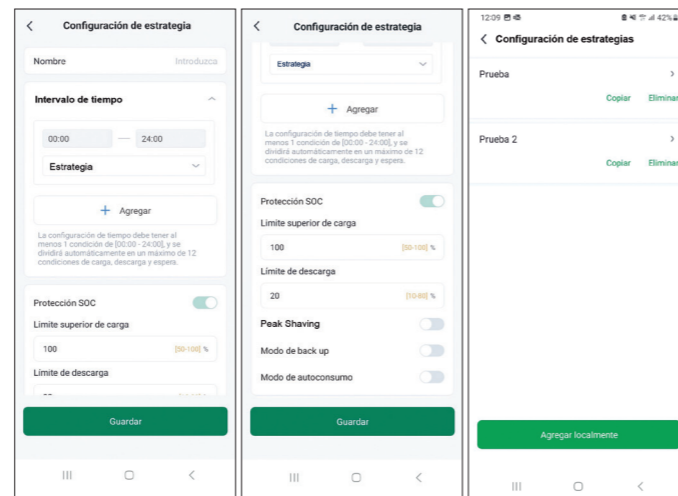 Configuración de estrategia
Nombre Introduzca
Intervalo de tiempo
00:00 — 24:00
Estrategia
+ Agregar
La configuración de tiempo debe tener al
menos 1 condición de [00:00 - 24:00], y se
dividirá automáticamente en un máximo de 12
condiciones de carga, descarga y espera.
Protección SOC
Limite superior de carga
100 [50-100] %
Límite de descarga
Guardar
Configuración de estrategia
Estrategia
+ Agregar
La configuración de tiempo debe tener al
menos 1 condición de [00:00 - 24:00], y se
dividirá automáticamente en un máximo de 12
condiciones de carga, descarga y espera.
Protección SOC
Limite superior de carga
100 [50-100] %
Límite de descarga
20 [10-80] %
Peak Shaving
Modo de back up
Modo de autoconsumo
Guardar
12:09 42%
Configuración de estrategias
Prueba
Copiar Eliminar
Prueba 2
Copiar Eliminar
Agregar localmente